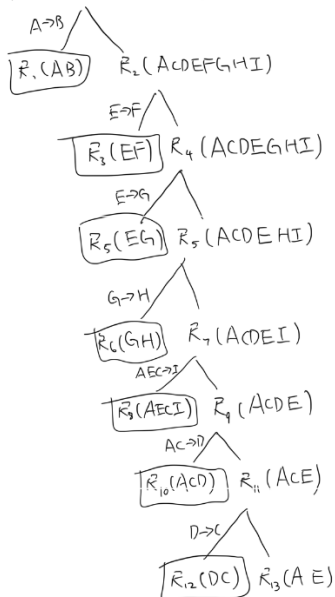 A→B
R₁(AB) R₂(ACDEFGHI)
E→F
R₃(EF) R₄(ACDEGHI)
E→G
R₅(EG) R₅(ACDEHI)
G→H
R₆(GH) R₇(ACDEI)
AEC→I
R₈(AECI) R₉(ACDE)
AC→D
R₁₀(ACD) R₁₁(ACE)
D→C
R₁₂(DC) R₁₃(AE)